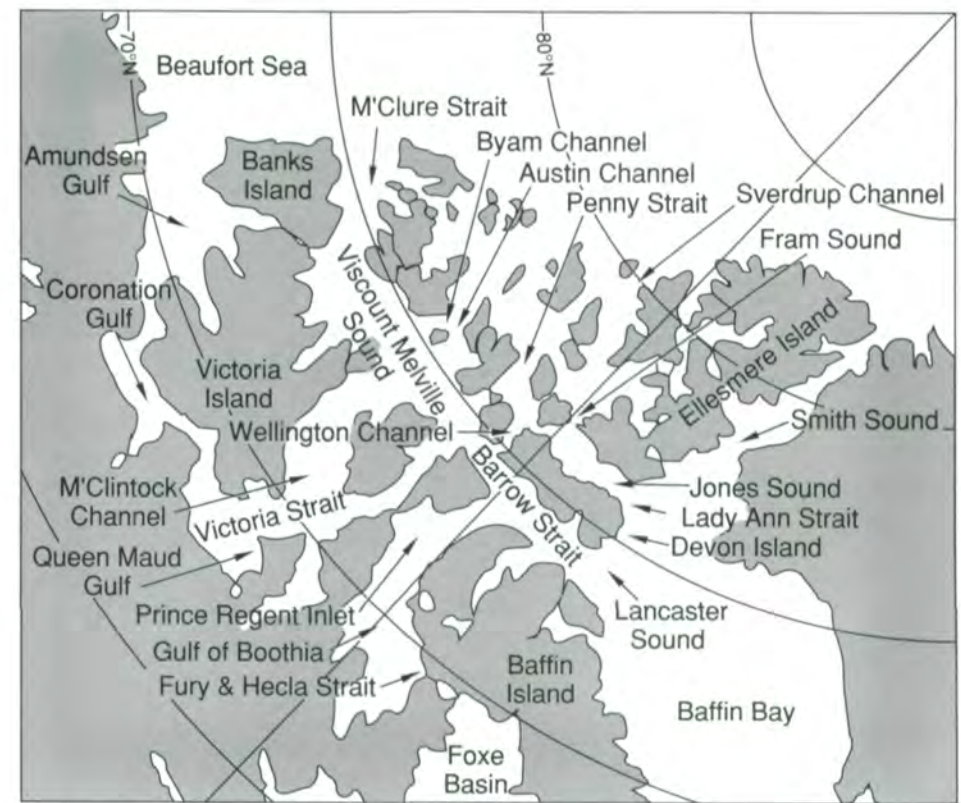 70°N
80°N
Beaufort Sea
M'Clure Strait
Byam Channel
Austin Channel
Penny Strait
Sverdrup Channel
Fram Sound
Amundsen
Gulf
Banks
Island
Coronation
Gulf
Viscount Melville
Sound
Victoria
Island
Ellesmere Island
Wellington Channel
Smith Sound
Barrow Strait
M'Clintock
Channel
Victoria Strait
Jones Sound
Lady Ann Strait
Devon Island
Queen Maud
Gulf
Prince Regent Inlet
Lancaster
Sound
Gulf of Boothia
Fury & Hecla Strait
Baffin
Island
Baffin Bay
Foxe
Basin